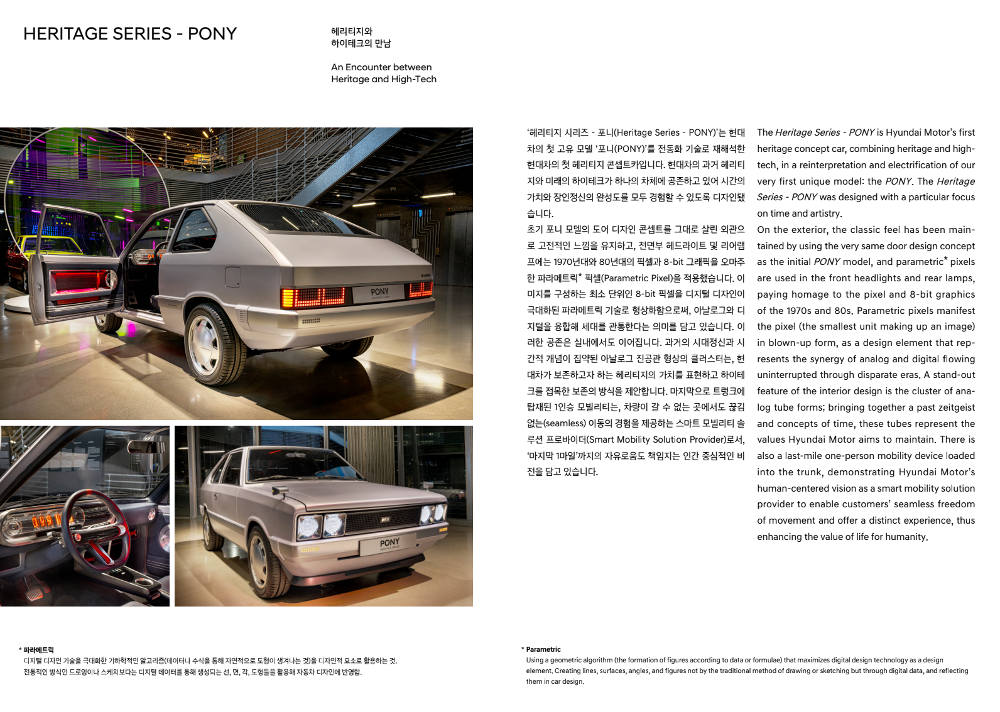 HERITAGE SERIES - PONY
헤리티지와
하이테크의 만남
An Encounter between
Heritage and High-Tech
PONY
HERITAGE SERIES
PONY
HERITAGE SERIES
‘헤리티지 시리즈 - 포니(Heritage Series - PONY)’는 현대
차의 첫 고유 모델 ‘포니(PONY)’를 전동화 기술로 재해석한
현대차의 첫 헤리티지 콘셉트카입니다. 현대차의 과거 헤리티
지와 미래의 하이테크가 하나의 차체에 공존하고 있어 시간의
가치와 장인정신의 완성도를 모두 경험할 수 있도록 디자인됐
습니다.
초기 포니 모델의 도어 디자인 콘셉트를 그대로 살린 외관으
로 고전적인 느낌을 유지하고, 전면부 헤드라이트 및 리어램
프에는 1970년대와 80년대의 픽셀과 8-bit 그래픽을 오마주
한 파라메트릭* 픽셀(Parametric Pixel)을 적용했습니다. 이
미지를 구성하는 최소 단위인 8-bit 픽셀을 디지털 디자인이
극대화된 파라메트릭 기술로 형상화함으로써, 아날로그와 디
지털을 융합해 세대를 관통한다는 의미를 담고 있습니다. 이
러한 공존은 실내에서도 이어집니다. 과거의 시대정신과 시
간적 개념이 집약된 아날로그 진공관 형상의 클러스터는, 현
대차가 보존하고자 하는 헤리티지의 가치를 표현하고 하이테
크를 접목한 보존의 방식을 제안합니다. 마지막으로 트렁크에
탑재된 1인승 모빌리티는, 차량이 갈 수 없는 곳에서도 끊김
없는(seamless) 이동의 경험을 제공하는 스마트 모빌리티 솔
루션 프로바이더(Smart Mobility Solution Provider)로서,
‘마지막 1마일’까지의 자유로움도 책임지는 인간 중심적인 비
전을 담고 있습니다.
The Heritage Series - PONY is Hyundai Motor’s first
heritage concept car, combining heritage and high-
tech, in a reinterpretation and electrification of our
very first unique model: the PONY. The Heritage
Series - PONY was designed with a particular focus
on time and artistry.
On the exterior, the classic feel has been main-
tained by using the very same door design concept
as the initial PONY model, and parametric* pixels
are used in the front headlights and rear lamps,
paying homage to the pixel and 8-bit graphics
of the 1970s and 80s. Parametric pixels manifest
the pixel (the smallest unit making up an image)
in blown-up form, as a design element that rep-
resents the synergy of analog and digital flowing
uninterrupted through disparate eras. A stand-out
feature of the interior design is the cluster of ana-
log tube forms; bringing together a past zeitgeist
and concepts of time, these tubes represent the
values Hyundai Motor aims to maintain. There is
also a last-mile one-person mobility device loaded
into the trunk, demonstrating Hyundai Motor’s
human-centered vision as a smart mobility solution
provider to enable customers’ seamless freedom
of movement and offer a distinct experience, thus
enhancing the value of life for humanity.
* 파라메트릭
디지털 디자인 기술을 극대화한 기하학적인 알고리즘(데이터나 수식을 통해 자연적으로 도형이 생겨나는 것)을 디자인적 요소로 활용하는 것.
전통적인 방식인 드로잉이나 스케치보다는 디지털 데이터를 통해 생성되는 선, 면, 각, 도형들을 활용해 자동차 디자인에 반영함.
* Parametric
Using a geometric algorithm (the formation of figures according to data or formulae) that maximizes digital design technology as a design
element. Creating lines, surfaces, angles, and figures not by the traditional method of drawing or sketching but through digital data, and reflecting
them in car design.